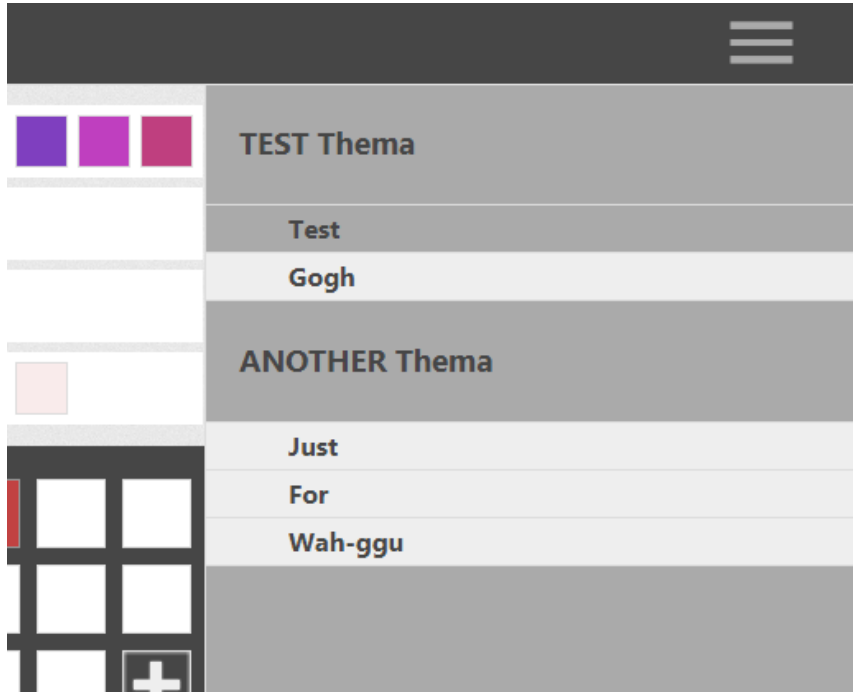 TEST Thema
Test
Gogh
ANOTHER Thema
Just
For
Wah-ggu